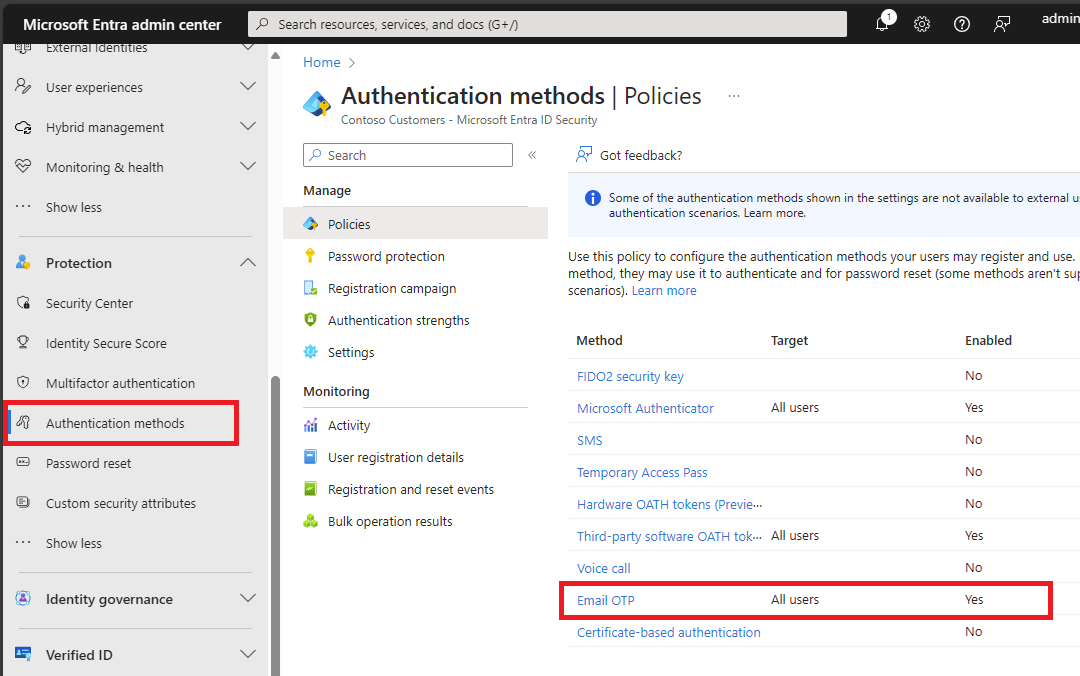 Microsoft Entra admin center
Search resources, services, and docs (G+/)
1
admin
External Identities
User experiences
Hybrid management
Monitoring & health
Show less
Protection
Security Center
Identity Secure Score
Multifactor authentication
Authentication methods
Password reset
Custom security attributes
Show less
Identity governance
Verified ID
Home
Authentication methods | Policies
Contoso Customers - Microsoft Entra ID Security
Search
Manage
Policies
Password protection
Registration campaign
Authentication strengths
Settings
Monitoring
Activity
User registration details
Registration and reset events
Bulk operation results
Got feedback?
Some of the authentication methods shown in the settings are not available to external
authentication scenarios. Learn more.
Use this policy to configure the authentication methods your users may register and use.
method, they may use it to authenticate and for password reset (some methods aren't
scenarios). Learn more
Method Target Enabled
FIDO2 security key No
Microsoft Authenticator All users Yes
SMS No
Temporary Access Pass No
Hardware OATH tokens (Previe... No
Third-party software OATH tok... All users Yes
Voice call No
Email OTP All users Yes
Certificate-based authentication No